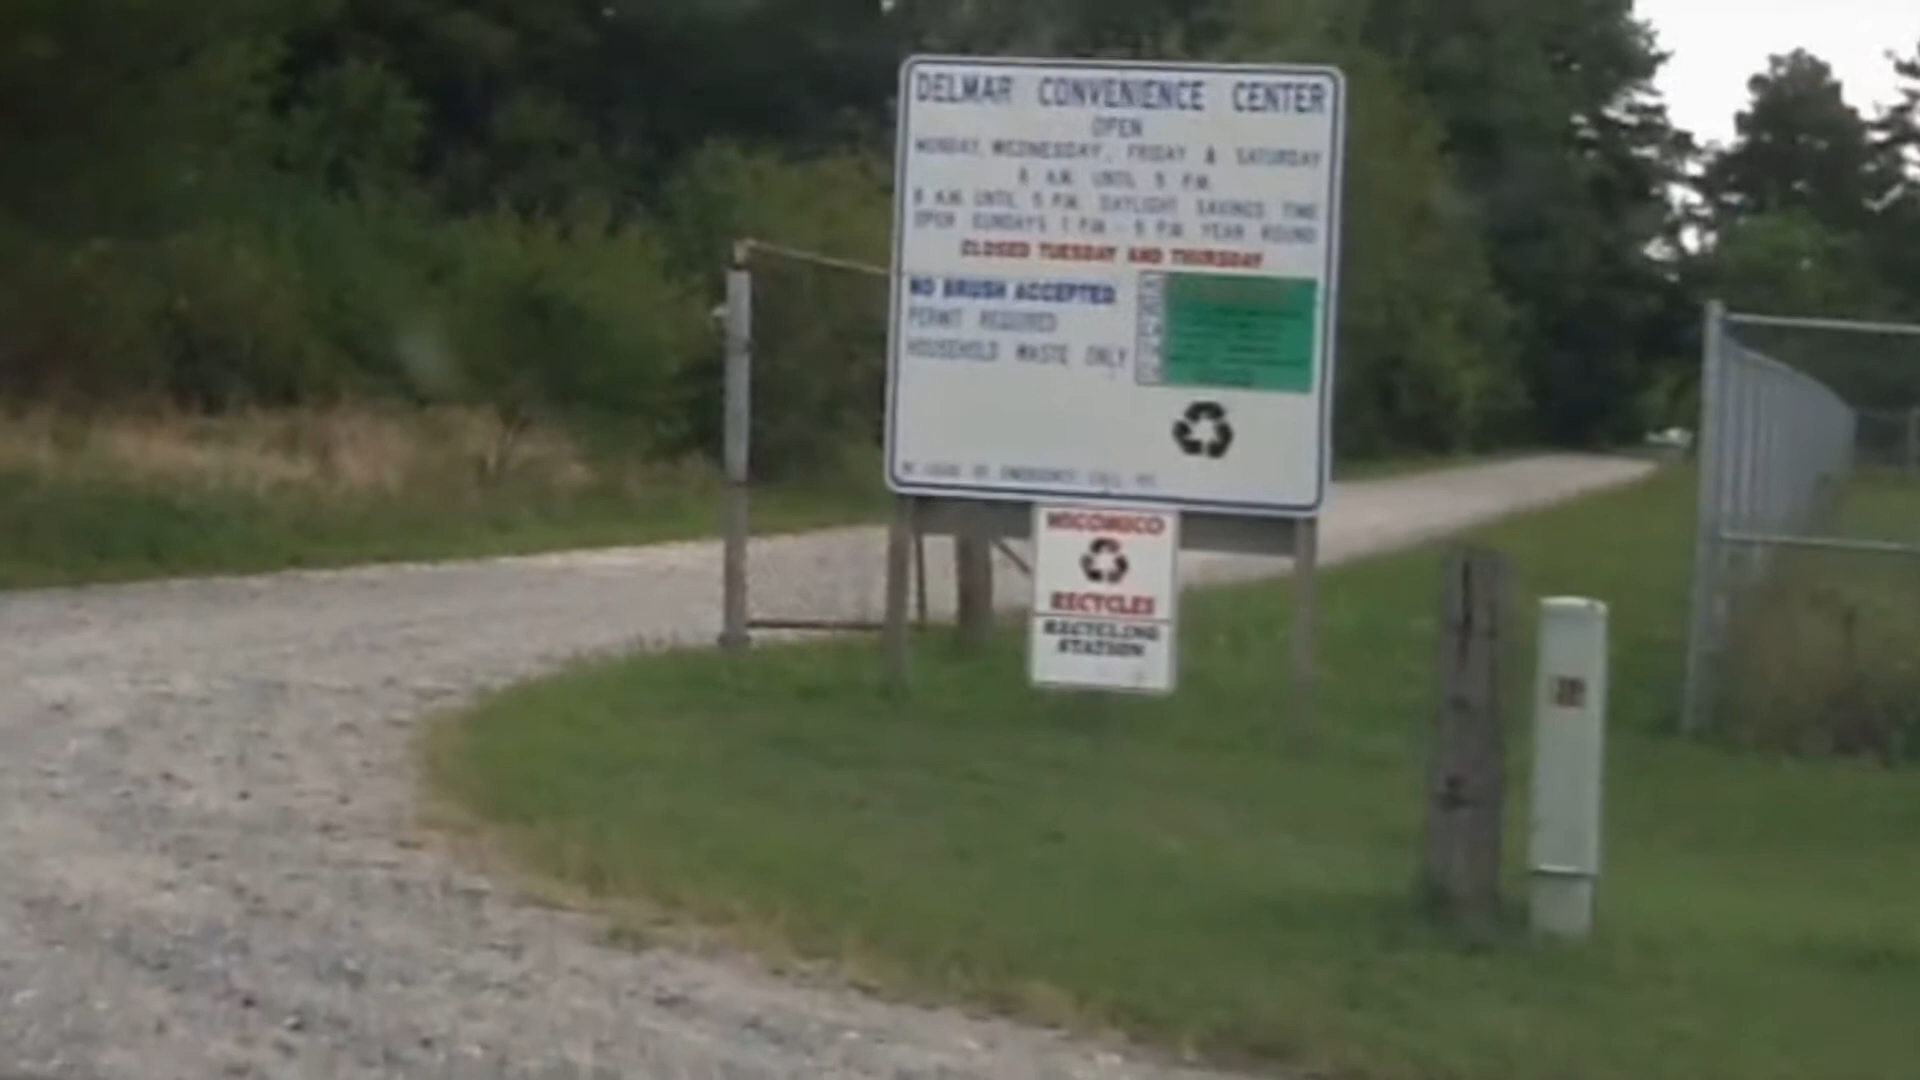 DELMAR CONVENIENCE CENTER
OPEN
MONDAY, WEDNESDAY, FRIDAY & SATURDAY
8 A.M. UNTIL 5 P.M.
8 A.M. UNTIL 5 P.M. DAYLIGHT SAVINGS TIME
OPEN SUNDAYS 1 P.M. - 5 P.M. YEAR ROUND
CLOSED TUESDAY AND THURSDAY
NO BRUSH ACCEPTED
PERMIT REQUIRED
HOUSEHOLD WASTE ONLY
WICOMICO
RECYCLES
RECYCLING
STATION